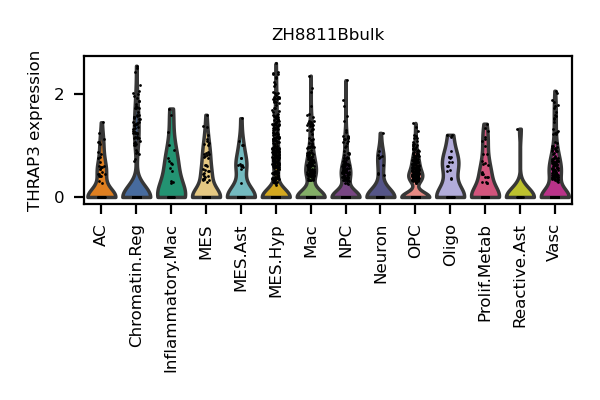 ZH8811Bbulk
THRAP3 expression
2
0
AC
Chromatin.Reg
Inflammatory.Mac
MES
MES.Ast
MES.Hyp
Mac
NPC
Neuron
OPC
Oligo
Prolif.Metab
Reactive.Ast
Vasc